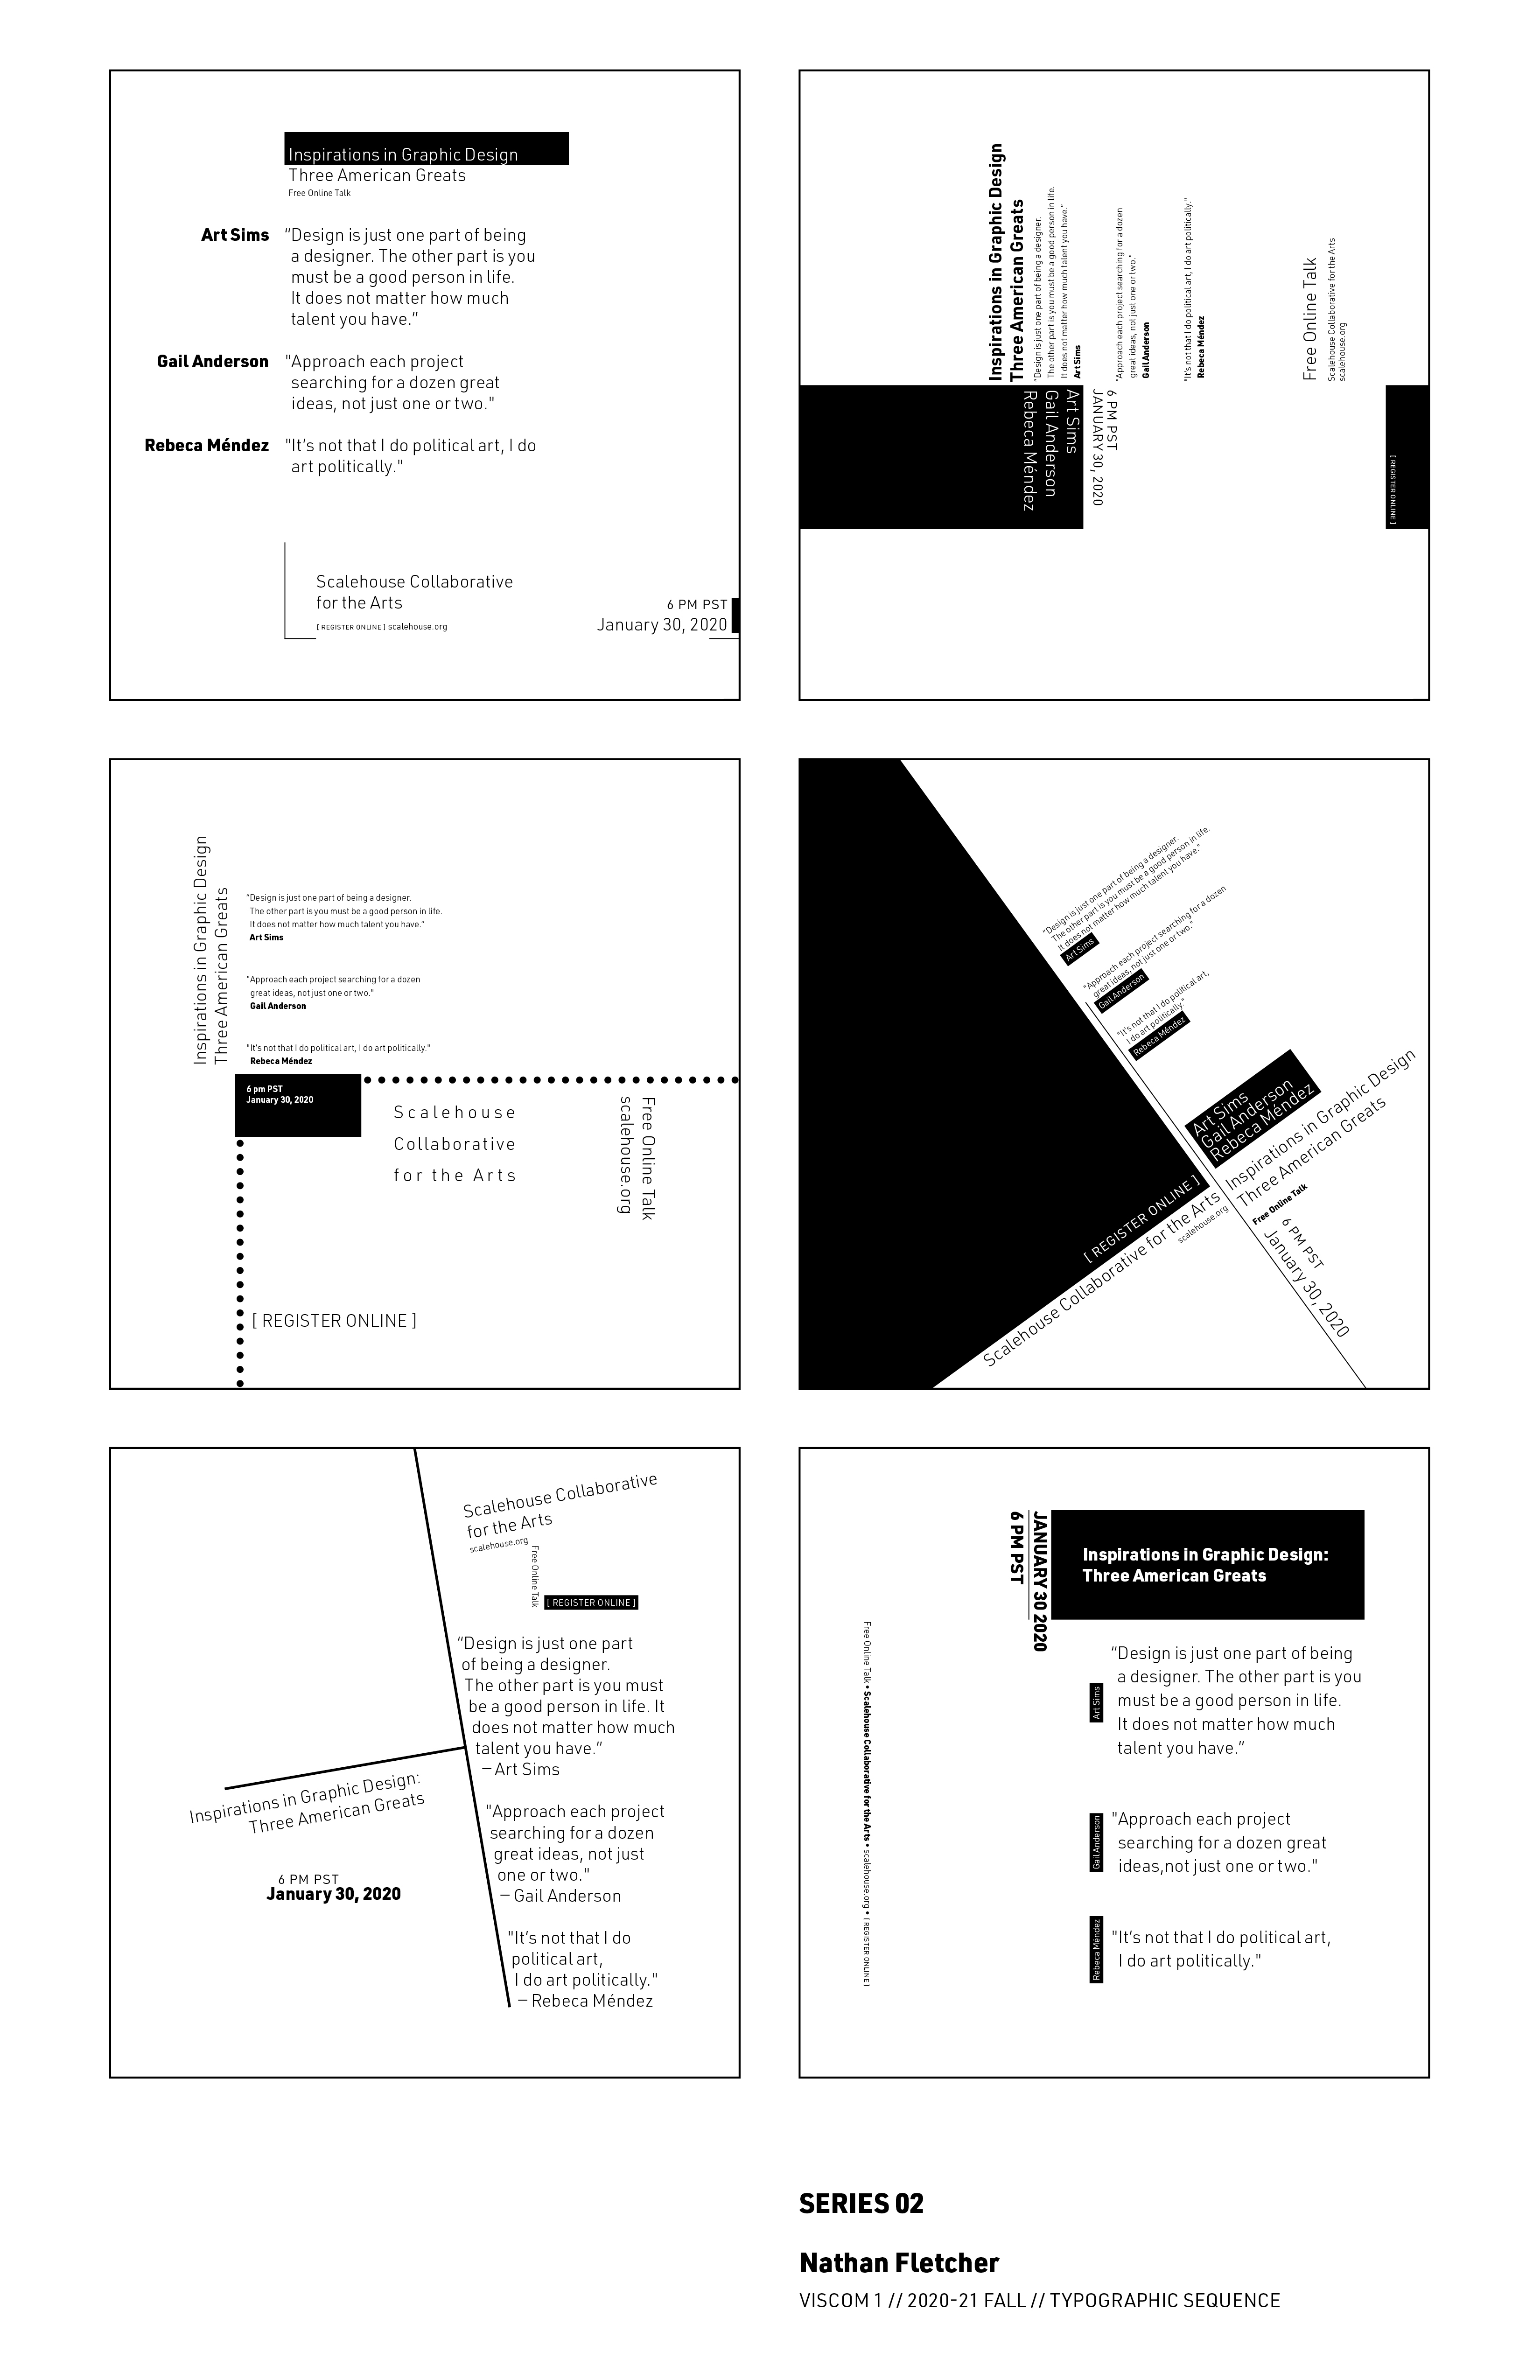 Inspirations in Graphic Design
Three American Greats
Free Online Talk
Art Sims
“Design is just one part of being
a designer. The other part is you
must be a good person in life.
It does not matter how much
talent you have.”
Gail Anderson
"Approach each project
searching for a dozen great
ideas, not just one or two."
Rebeca Méndez
"It’s not that I do political art, I do
art politically."
Scalehouse Collaborative
for the Arts
[ REGISTER ONLINE ] scalehouse.org
6 PM PST
January 30, 2020
Inspirations in Graphic Design
Three American Greats
"Design is just one part of being a designer.
The other part is you must be a good person in life.
It does not matter how much talent you have."
Art Sims
"Approach each project searching for a dozen
great ideas, not just one or two."
Gail Anderson
"It's not that I do political art, I do art politically."
Rebeca Méndez
Free Online Talk
Scalehouse Collaborative for the Arts
scalehouse.org
Art Sims
Gail Anderson
Rebeca Méndez
6 PM PST
JANUARY 30, 2020
[ REGISTER ONLINE ]
Inspirations in Graphic Design
Three American Greats
"Design is just one part of being a designer.
The other part is you must be a good person in life.
It does not matter how much talent you have."
Art Sims
"Approach each project searching for a dozen
great ideas, not just one or two."
Gail Anderson
"It's not that I do political art, I do art politically."
Rebeca Méndez
6 pm PST
January 30, 2020
Scalehouse
Collaborative
for the Arts
Free Online Talk
scalehouse.org
[ REGISTER ONLINE ]
"Design is just one part of being a designer.
The other part is you must be a good person in life.
It does not matter how much talent you have."
Art Sims
"Approach each project searching for a dozen
great ideas, not just one or two."
Gail Anderson
"It's not that I do political art,
I do art politically."
Rebeca Méndez
Art Sims
Gail Anderson
Rebeca Méndez
Inspirations in Graphic Design
Three American Greats
Free Online Talk
6 PM PST
January 30, 2020
[ REGISTER ONLINE ]
Scalehouse Collaborative for the Arts
scalehouse.org
Scalehouse Collaborative
for the Arts
scalehouse.org
Free Online Talk
[ REGISTER ONLINE ]
“Design is just one part
of being a designer.
The other part is you must
be a good person in life. It
does not matter how much
talent you have.”
— Art Sims
"Approach each project
searching for a dozen
great ideas, not just
one or two."
— Gail Anderson
"It’s not that I do
political art,
I do art politically."
— Rebeca Méndez
Inspirations in Graphic Design:
Three American Greats
6 PM PST
January 30, 2020
JANUARY 30 2020
6 PM PST
Inspirations in Graphic Design:
Three American Greats
Free Online Talk • Scalehouse Collaborative for the Arts • scalehouse.org • [ REGISTER ONLINE ]
Art Sims
“Design is just one part of being
a designer. The other part is you
must be a good person in life.
It does not matter how much
talent you have.”
Gail Anderson
"Approach each project
searching for a dozen great
ideas,not just one or two."
Rebeca Méndez
"It’s not that I do political art,
I do art politically."
SERIES 02
Nathan Fletcher
VISCOM 1 // 2020-21 FALL // TYPOGRAPHIC SEQUENCE